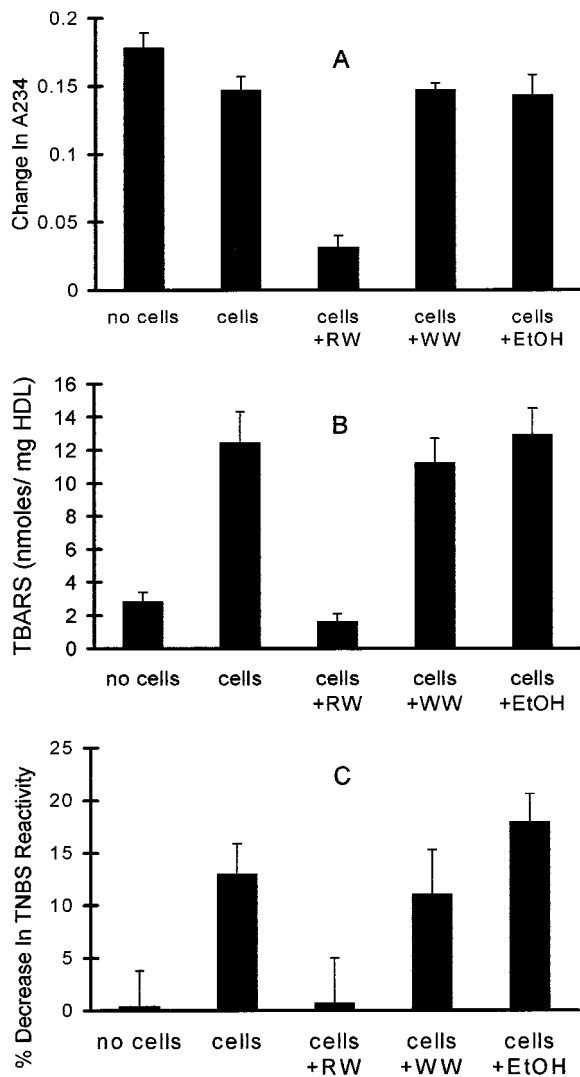 0.2
A
0.15
0.1
0.05
0
Change In A234
no cells cells cells cells cells
+RW +WW +EtOH
16
B
14
12
10
8
6
4
2
0
TBARS (nmoles/ mg HDL)
no cells cells cells cells cells
+RW +WW +EtOH
25
C
20
15
10
5
0
% Decrease In TNBS Reactivity
no cells cells cells cells cells
+RW +WW +EtOH